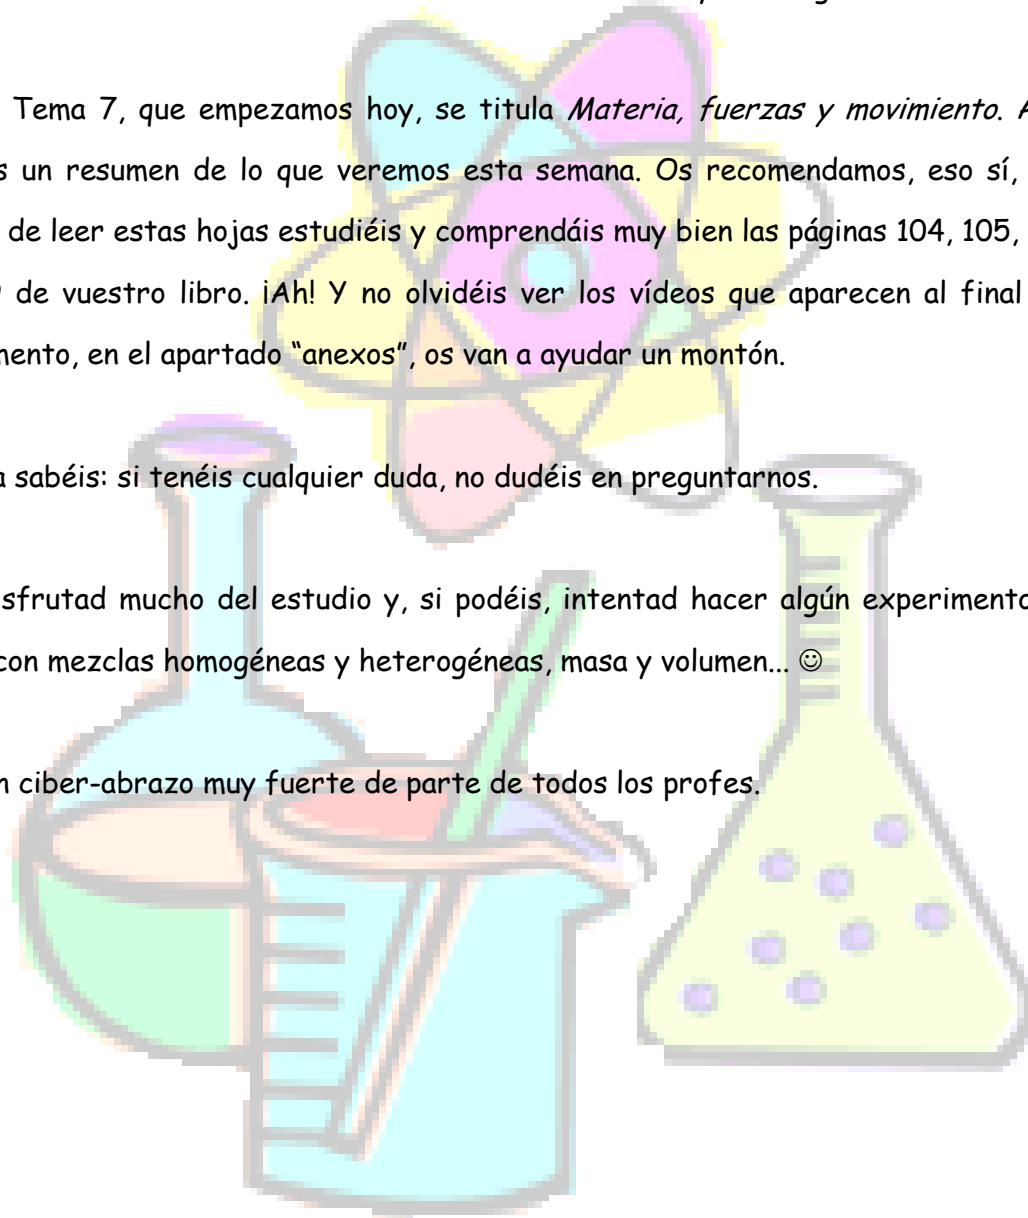 Tema 7, que empezamos hoy, se titula Materia, fuerzas y movimiento.
un resumen de lo que veremos esta semana. Os recomendamos, eso sí,
de leer estas hojas estudiéis y comprendáis muy bien las páginas 104, 105,
de vuestro libro. ¡Ah! Y no olvidéis ver los vídeos que aparecen al final
mento, en el apartado “anexos”, os van a ayudar un montón.
a sabéis: si tenéis cualquier duda, no dudéis en preguntarnos.
sfrutad mucho del estudio y, si podéis, intentad hacer algún experimento
con mezclas homogéneas y heterogéneas, masa y volumen... ☺
n ciber-abrazo muy fuerte de parte de todos los profes.